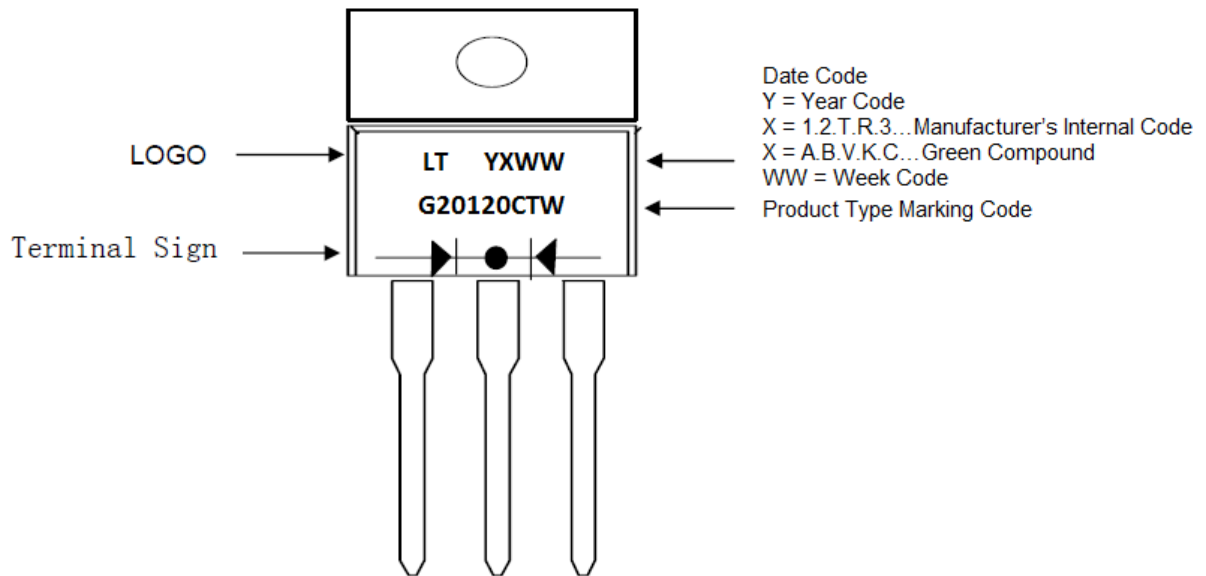 Date Code
Y = Year Code
X = 1.2.T.R.3...Manufacturer's Internal Code
X = A.B.V.K.C...Green Compound
WW = Week Code
Product Type Marking Code
LOGO
LT YXWW
G20120CTW
Terminal Sign